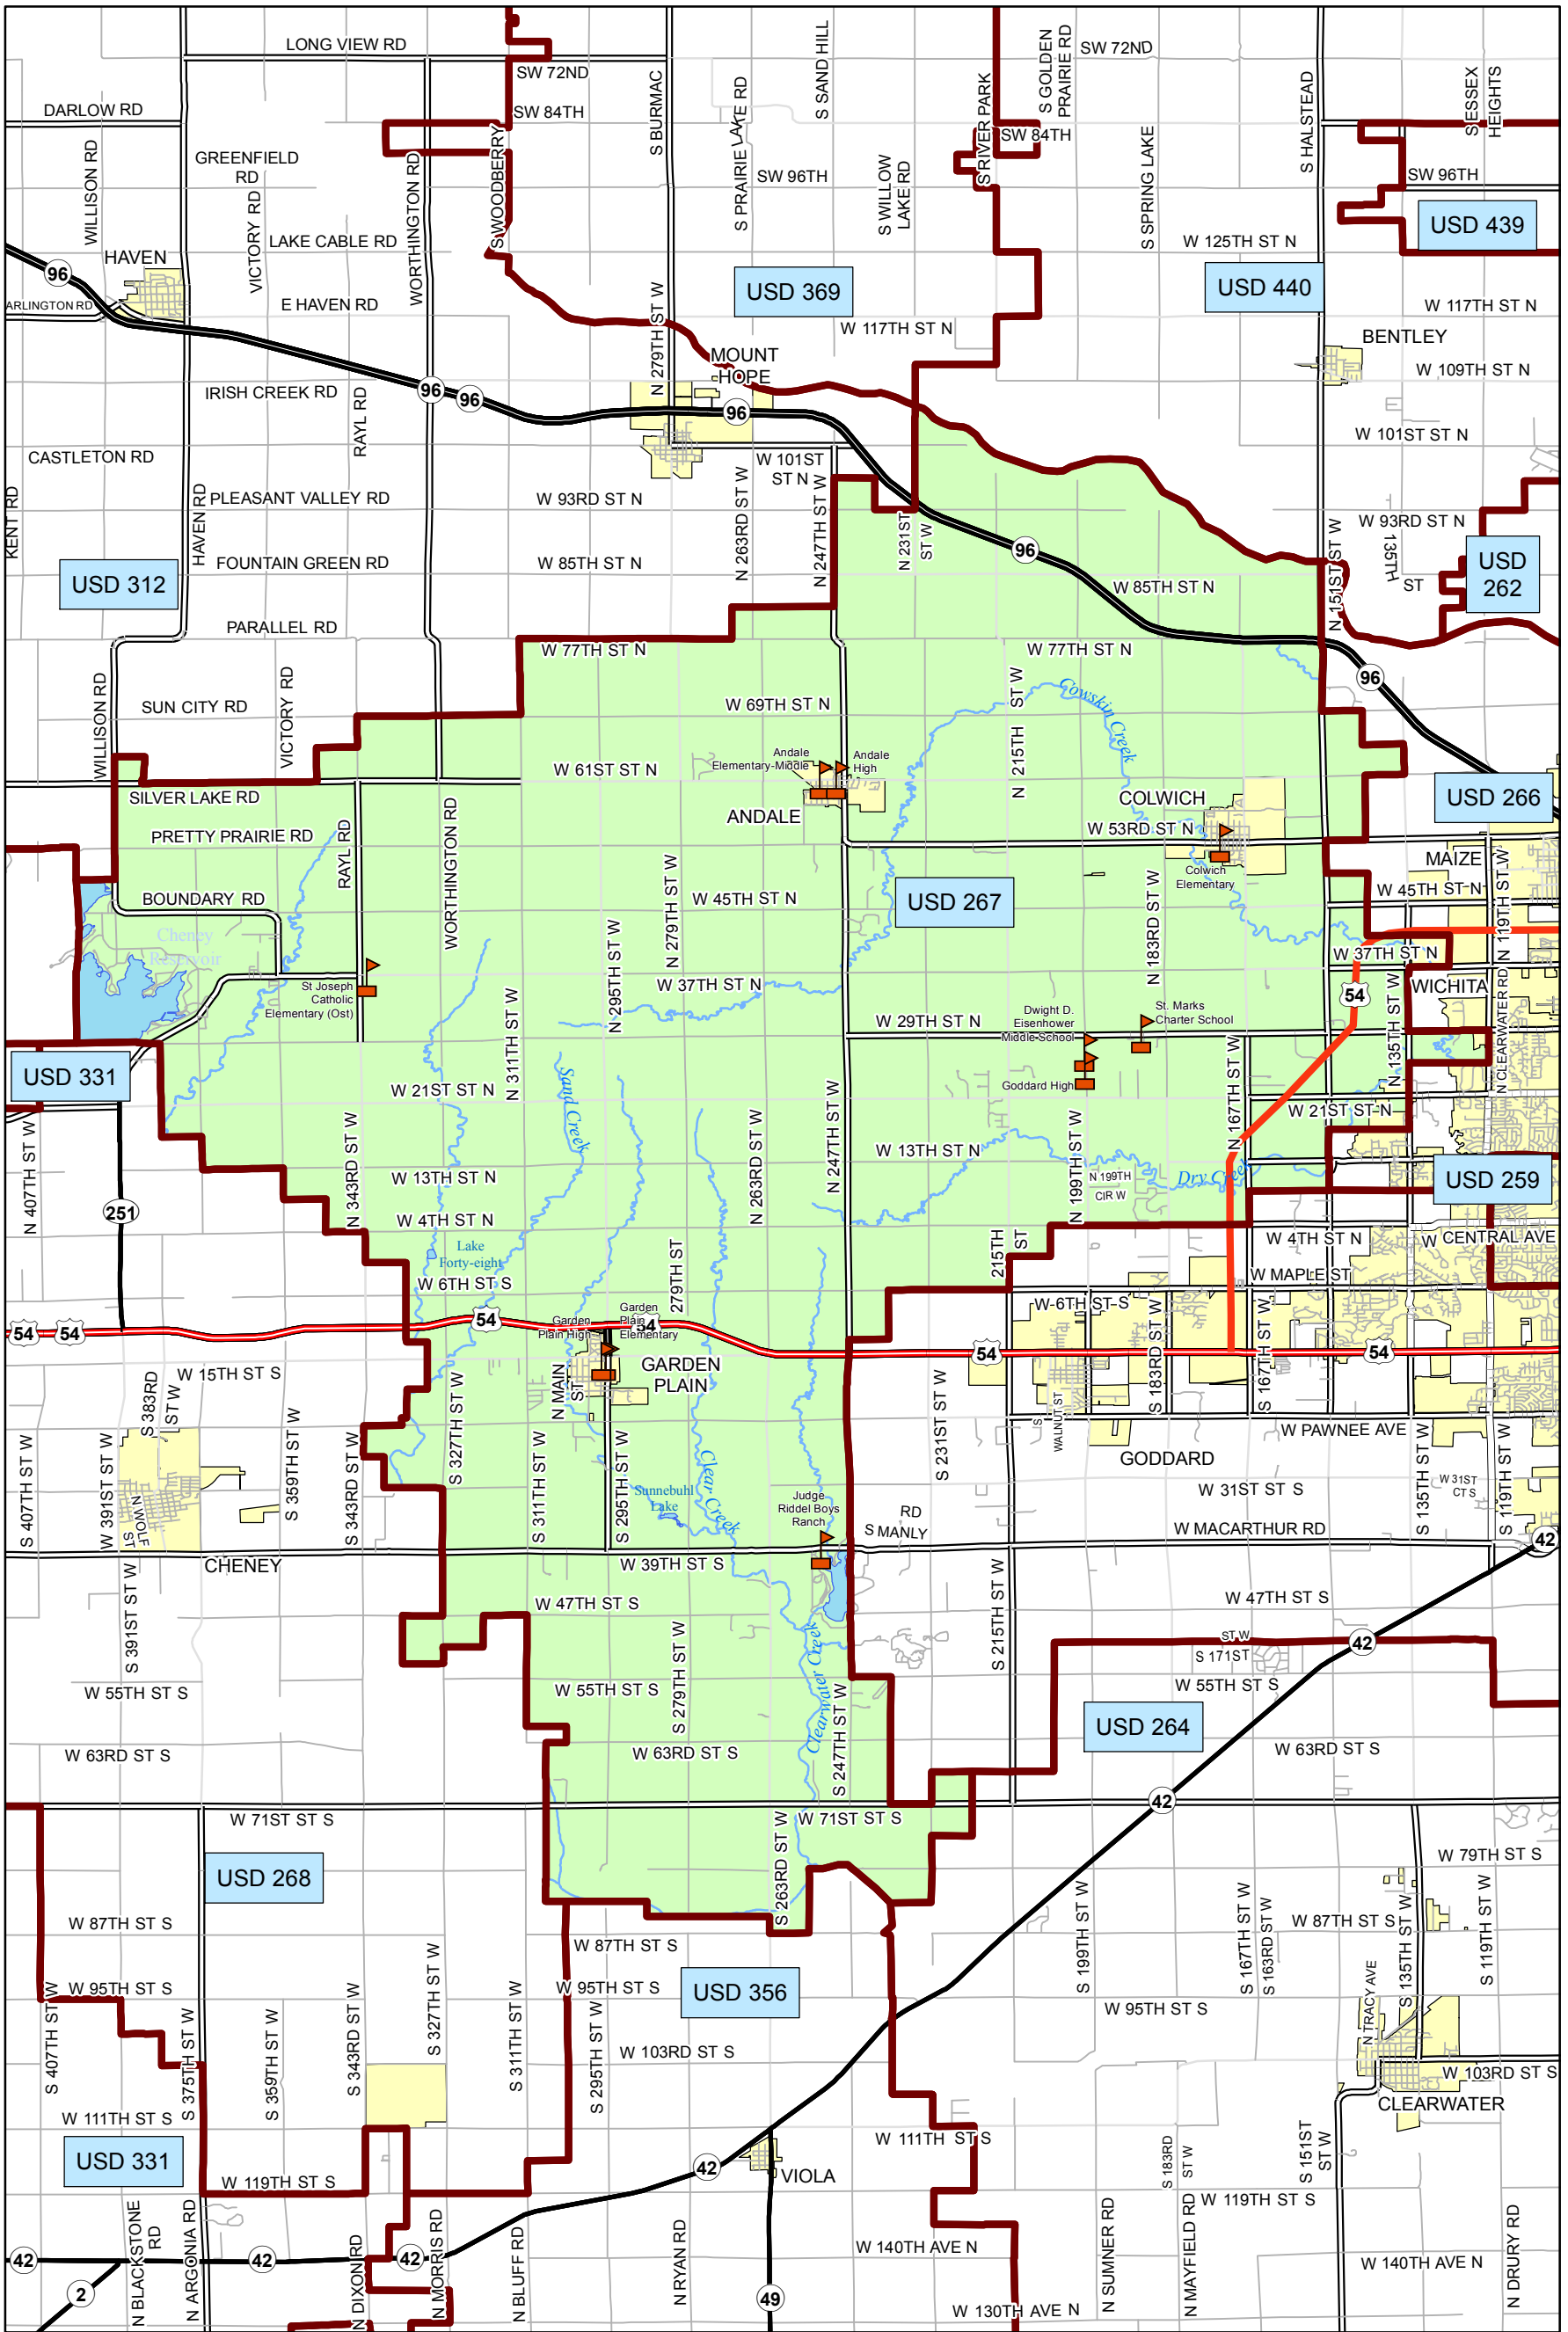 LONG VIEW RD
SW 72ND
S BURMAC
S PRAIRIE LAKE RD
S SAND HILL
S GOLDEN
PRAIRIE RD
SW 72ND
S HALSTEAD
S ESSEX
HEIGHTS
DARLOW RD
SW 84TH
S RIVER PARK
SW 84TH
WILLISON RD
GREENFIELD
RD
VICTORY RD
WORTHINGTON RD
S WOODBERRY
SW 96TH
S WILLOW
LAKE RD
S SPRING LAKE
SW 96TH
USD 439
HAVEN
LAKE CABLE RD
W 125TH ST N
96
USD 369
USD 440
ARLINGTON RD
E HAVEN RD
N 279TH ST W
W 117TH ST N
W 117TH ST N
BENTLEY
MOUNT
HOPE
W 109TH ST N
IRISH CREEK RD
96
96
96
RAYL RD
CASTLETON RD
W 101ST
ST N
W 101ST ST N
KENT RD
HAVEN RD
PLEASANT VALLEY RD
W 93RD ST N
N 263RD ST W
N 247TH ST W
N 231ST
ST W
W 93RD ST N
135TH
ST
USD
262
USD 312
FOUNTAIN GREEN RD
W 85TH ST N
96
W 85TH ST N
N 151ST ST W
PARALLEL RD
W 77TH ST N
W 77TH ST N
WILLISON RD
SUN CITY RD
VICTORY RD
W 69TH ST N
N 215TH
ST W
Cowskin Creek
96
Andale
Elementary-Middle
Andale
High
W 61ST ST N
SILVER LAKE RD
ANDALE
COLWICH
USD 266
PRETTY PRAIRIE RD
RAYL RD
WORTHINGTON RD
W 53RD ST N
Colwich
Elementary
MAIZE
BOUNDARY RD
N 279TH ST W
W 45TH ST N
USD 267
N 183RD ST W
W 45TH ST N
N 119TH ST W
Cheney
Reservoir
N 295TH ST W
W 37TH ST N
W 37TH ST N
St Joseph
Catholic
Elementary (Ost)
54
WICHITA
N 311TH ST W
W 29TH ST N
Dwight D.
Eisenhower
Middle School
St. Marks
Charter School
N CLEARWATER RD
USD 331
Goddard High
N 135TH ST W
W 21ST ST N
Sand Creek
N 167TH ST W
W 21ST ST N
N 407TH ST W
N 343RD ST W
N 263RD ST W
N 247TH ST W
W 13TH ST N
N 199TH ST W
W 13TH ST N
N 199TH
CIR W
Dry Creek
USD 259
251
W 4TH ST N
Lake
Forty-eight
279TH ST
215TH
ST
W 4TH ST N
W CENTRAL AVE
W 6TH ST S
W MAPLE ST
W 6TH ST S
54
54
54
Garden
Plain High
Garden
Plain
Elementary
54
54
54
W 15TH ST S
S 383RD
ST W
N MAIN
ST
GARDEN
PLAIN
S 231ST ST W
S
WALNUT ST
S 183RD ST W
S 167TH ST W
W PAWNEE AVE
S 407TH ST W
W 391ST ST W
N WOLF
ST
S 359TH ST W
S 343RD ST W
S 327TH ST W
S 311TH ST W
S 295TH ST W
Clear Creek
GODDARD
S 135TH ST W
S 119TH ST W
Sunnebuhl
Lake
Judge
Riddel Boys
Ranch
RD
S MANLY
W 31ST ST S
W 31ST
CT S
W MACARTHUR RD
42
CHENEY
W 39TH ST S
S 391ST ST W
W 47TH ST S
S 279TH ST W
Clearwater Creek
S 215TH ST W
W 47TH ST S
ST W
S 171ST
42
W 55TH ST S
W 55TH ST S
S 247TH ST W
W 55TH ST S
USD 264
W 63RD ST S
W 63RD ST S
W 63RD ST S
42
W 71ST ST S
W 71ST ST S
S 263RD ST W
USD 268
W 79TH ST S
W 87TH ST S
W 87TH ST S
S 199TH ST W
S 167TH ST W
S 163RD ST W
W 87TH ST S
S 135TH ST W
S 119TH ST W
W 95TH ST S
S 407TH ST W
S 375TH ST W
S 359TH ST W
S 343RD ST W
S 327TH ST W
S 311TH ST W
W 95TH ST S
S 295TH ST W
USD 356
W 95TH ST S
N TRACY AVE
W 103RD ST S
W 103RD ST S
CLEARWATER
W 111TH ST S
USD 331
W 111TH ST S
S 183RD
ST W
S 151ST
ST W
42
VIOLA
W 119TH ST S
W 119TH ST S
N BLACKSTONE
RD
N ARGONIA RD
N DIXON RD
N MORRIS RD
N BLUFF RD
N RYAN RD
W 140TH AVE N
N SUMNER RD
N MAYFIELD RD
W 140TH AVE N
N DRURY RD
42
42
42
2
49
W 130TH AVE N